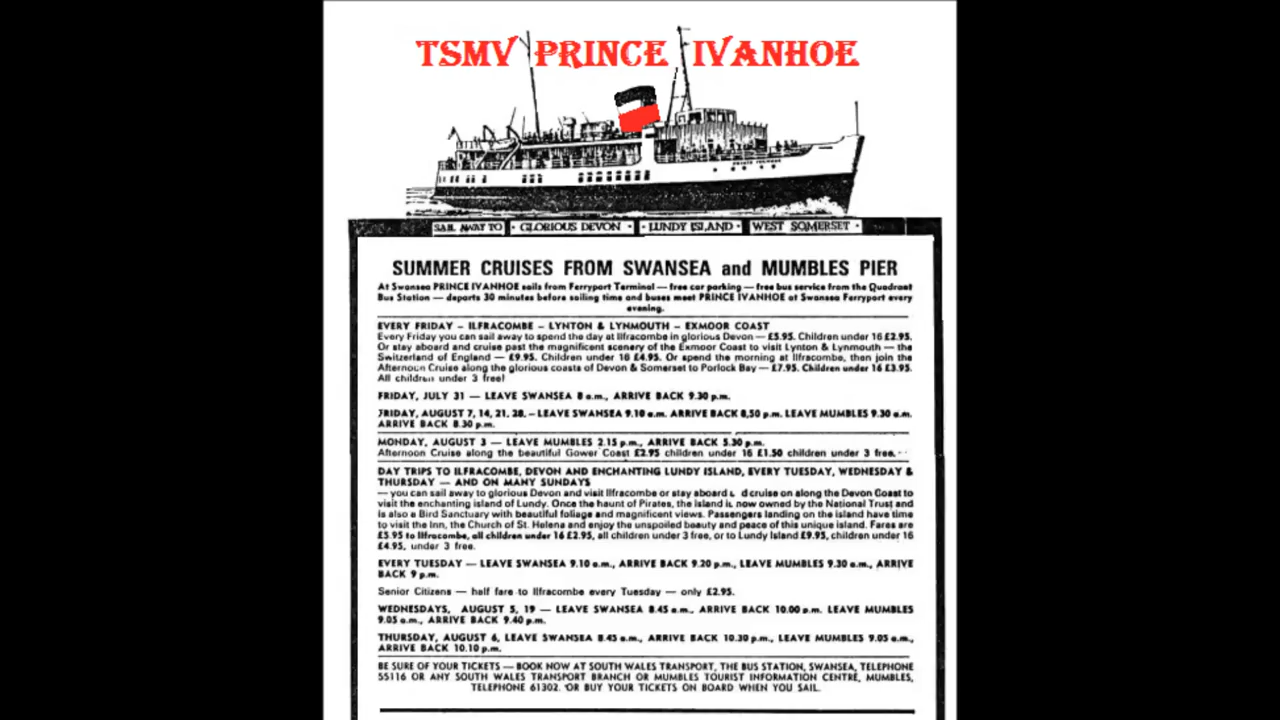 TSMV PRINCE IVANHOE
SAIL AWAY TO · GLORIOUS DEVON · · LUNDY ISLAND · WEST SOMERSET ·
SUMMER CRUISES FROM SWANSEA and MUMBLES PIER
At Swansea PRINCE IVANHOE sails from Ferryport Terminal — free car parking — free bus service from the Quadrant
Bus Station — departs 30 minutes before sailing time and buses meet PRINCE IVANHOE at Swansea Ferryport every
evening.
EVERY FRIDAY – ILFRACOMBE – LYNTON & LYNMOUTH – EXMOOR COAST
Every Friday you can sail away to spend the day at Ilfracombe in glorious Devon — £5.95. Children under 16 £2.95.
Or stay aboard and cruise past the magnificent scenery of the Exmoor Coast to visit Lynton & Lynmouth — the
Switzerland of England — £9.95. Children under 16 £4.95. Or spend the morning at Ilfracombe, then join the
Afternoon Cruise along the glorious coasts of Devon & Somerset to Porlock Bay — £7.95. Children under 16 £3.95.
All children under 3 free!
FRIDAY, JULY 31 — LEAVE SWANSEA 8 a.m., ARRIVE BACK 9.30 p.m.
FRIDAY, AUGUST 7, 14, 21, 28. – LEAVE SWANSEA 9.10 a.m. ARRIVE BACK 8,50 p.m. LEAVE MUMBLES 9.30 a.m.
ARRIVE BACK 8.30 p.m.
MONDAY, AUGUST 3 — LEAVE MUMBLES 2.15 p.m., ARRIVE BACK 5.30 p.m.
Afternoon Cruise along the beautiful Gower Coast £2.95 children under 16 £1.50 children under 3 free.
DAY TRIPS TO ILFRACOMBE, DEVON AND ENCHANTING LUNDY ISLAND, EVERY TUESDAY, WEDNESDAY &
THURSDAY — AND ON MANY SUNDAYS
— you can sail away to glorious Devon and visit Ilfracombe or stay aboard cruise on along the Devon Coast to
visit the enchanting island of Lundy. Once the haunt of Pirates, the island is now owned by the National Trust and
is also a Bird Sanctuary with beautiful foliage and magnificent views. Passengers landing on the island have time
to visit the Inn, the Church of St. Helena and enjoy the unspoiled beauty and peace of this unique island. Fares are
£5.95 to Ilfracombe, all children under 16 £2.95, all children under 3 free, or to Lundy Island £9.95, children under 16
£4.95, under 3 free.
EVERY TUESDAY — LEAVE SWANSEA 9.10 a.m., ARRIVE BACK 9.20 p.m., LEAVE MUMBLES 9.30 a.m., ARRIVE
BACK 9 p.m.
Senior Citizens — half fare to Ilfracombe every Tuesday — only £2.95.
WEDNESDAYS, AUGUST 5, 19 — LEAVE SWANSEA 8.45 a.m., ARRIVE BACK 10.00 p.m. LEAVE MUMBLES
9.05 a.m., ARRIVE BACK 9.40 p.m.
THURSDAY, AUGUST 6, LEAVE SWANSEA 8.45 a.m., ARRIVE BACK 10.30 p.m., LEAVE MUMBLES 9.05 a.m.,
ARRIVE BACK 10.10 p.m.
BE SURE OF YOUR TICKETS — BOOK NOW AT SOUTH WALES TRANSPORT, THE BUS STATION, SWANSEA, TELEPHONE
55116 OR ANY SOUTH WALES TRANSPORT BRANCH OR MUMBLES TOURIST INFORMATION CENTRE, MUMBLES,
TELEPHONE 61302. OR BUY YOUR TICKETS ON BOARD WHEN YOU SAIL.